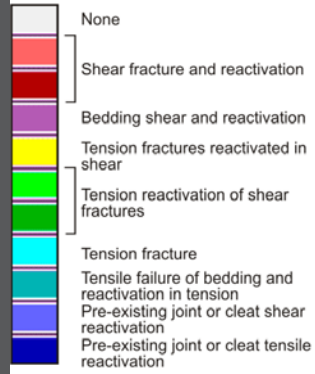 None
Shear fracture and reactivation
Bedding shear and reactivation
Tension fractures reactivated in
shear
Tension reactivation of shear
fractures
Tension fracture
Tensile failure of bedding and
reactivation in tension
Pre-existing joint or cleat shear
reactivation
Pre-existing joint or cleat tensile
reactivation